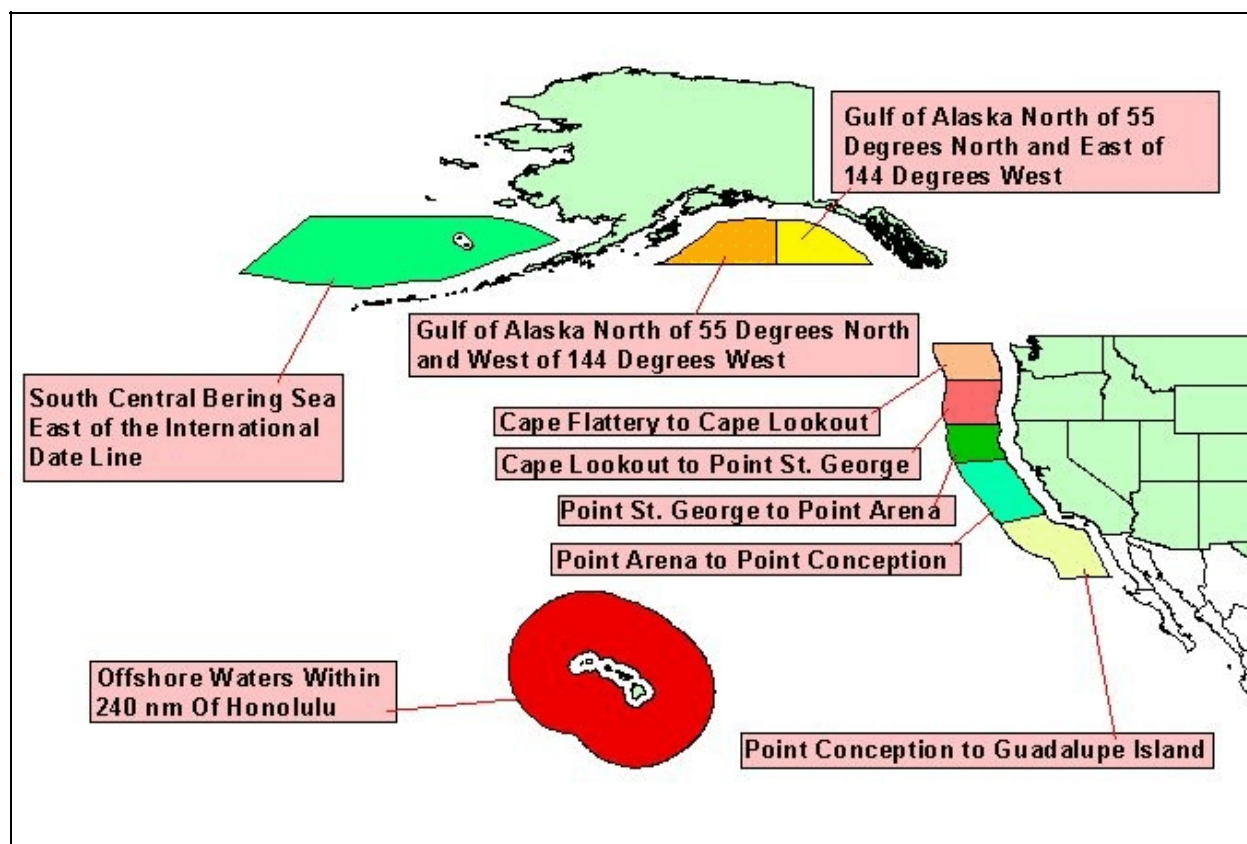 Gulf of Alaska North of 55
Degrees North and East of
144 Degrees West
Gulf of Alaska North of 55 Degrees North
and West of 144 Degrees West
South Central Bering Sea
East of the International
Date Line
Cape Flattery to Cape Lookout
Cape Lookout to Point St. George
Point St. George to Point Arena
Point Arena to Point Conception
Offshore Waters Within
240 nm Of Honolulu
Point Conception to Guadalupe Island